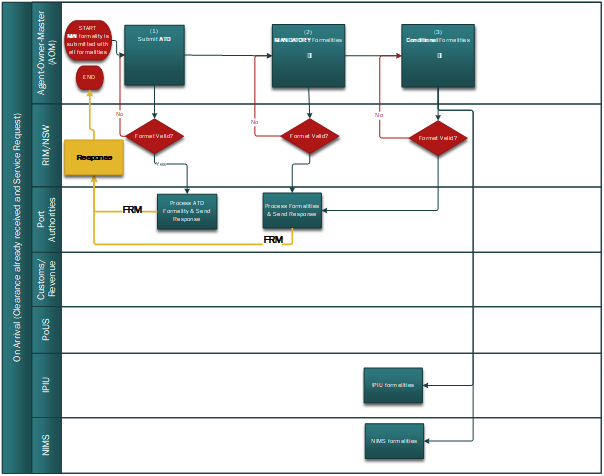 On Arrival (Clearance already received and Service Request)
Agent-Owner-Master
(AOM)
START
formality is
submitted with
all formalities
END
(1)
Submit ATD
(2)
MANDATORY Formalities
(3)
Conditional Formalities
RIM/NSW
No
Format Valid?
Yes
No
Format Valid?
No
Format Valid?
Response
Port
Authorities
FRM
Process ATD
Formality & Send
Response
Process Formalities
& Send Response
FRM
Customs/
Revenue
PoUS
IPIU
IPIU formalities
NIMS
NIMS formalities